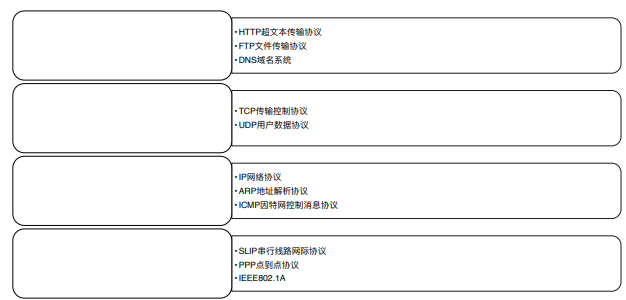 • HTTP超文本传输协议
• FTP文件传输协议
• DNS域名系统
• TCP传输控制协议
• UDP用户数据协议
• IP网络协议
• ARP地址解析协议
• ICMP因特网控制消息协议
• SLIP串行线路网际协议
• PPP点到点协议
• IEEE802.1A